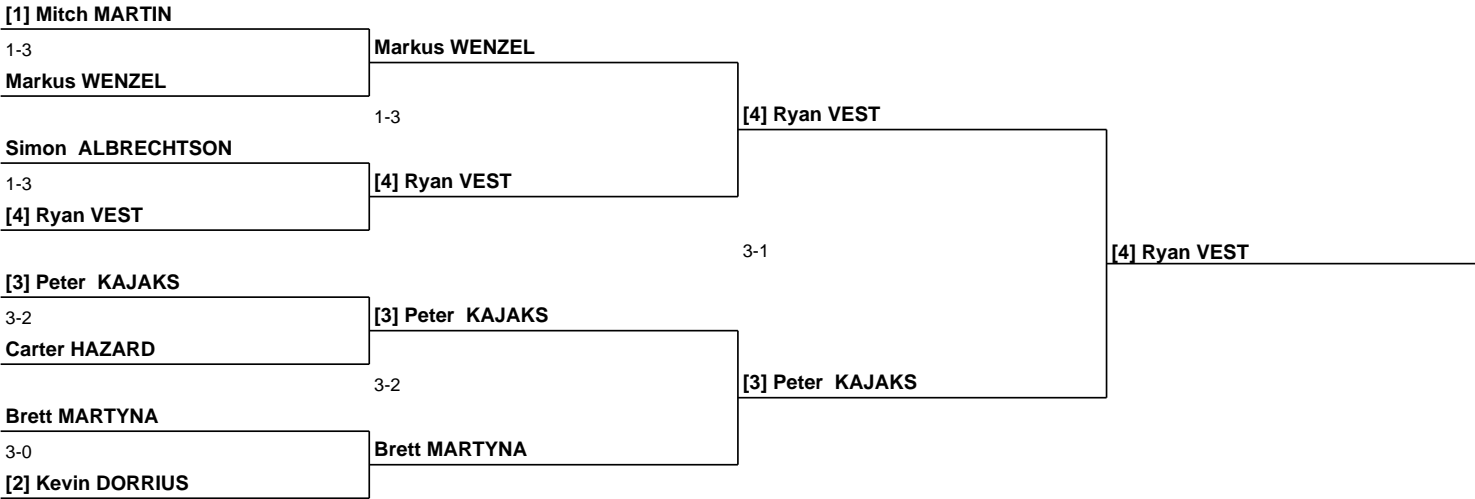 [1] Mitch MARTIN
1-3
Markus WENZEL
Markus WENZEL
1-3
[4] Ryan VEST
Simon  ALBRECHTSON
1-3
[4] Ryan VEST
[4] Ryan VEST
3-1
[4] Ryan VEST
[3] Peter  KAJAKS
3-2
[3] Peter  KAJAKS
Carter HAZARD
3-2
[3] Peter  KAJAKS
Brett MARTYNA
3-0
Brett MARTYNA
[2] Kevin DORRIUS